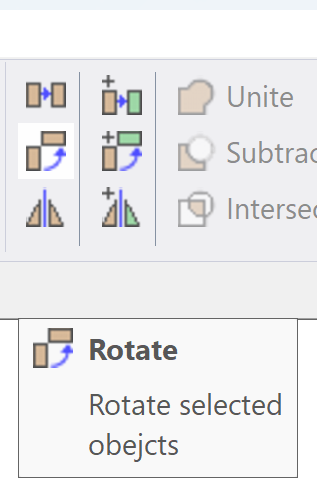 Unite
Subtrac
Intersec
Rotate
Rotate selected
obejcts